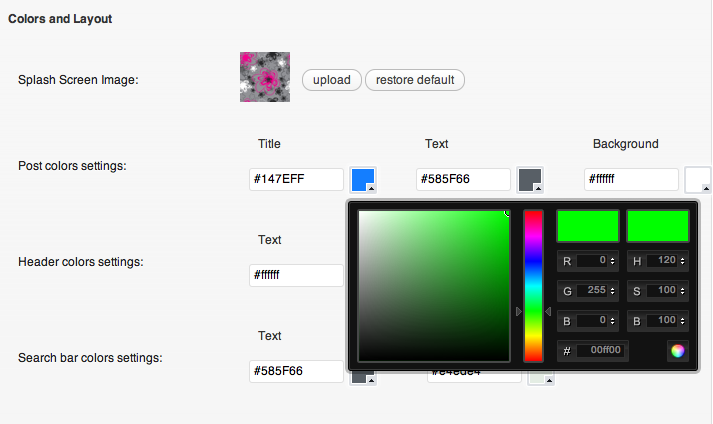 Colors and Layout
Splash Screen Image: upload restore default
Title Text Background
Post colors settings: #147EFF #585F66 #ffffff
Text
Header colors settings: #ffffff
R 0 H 120
G 255 S 100
B 0 B 100
# 00ff00
Text
Search bar colors settings: #585F66 #e4ede4